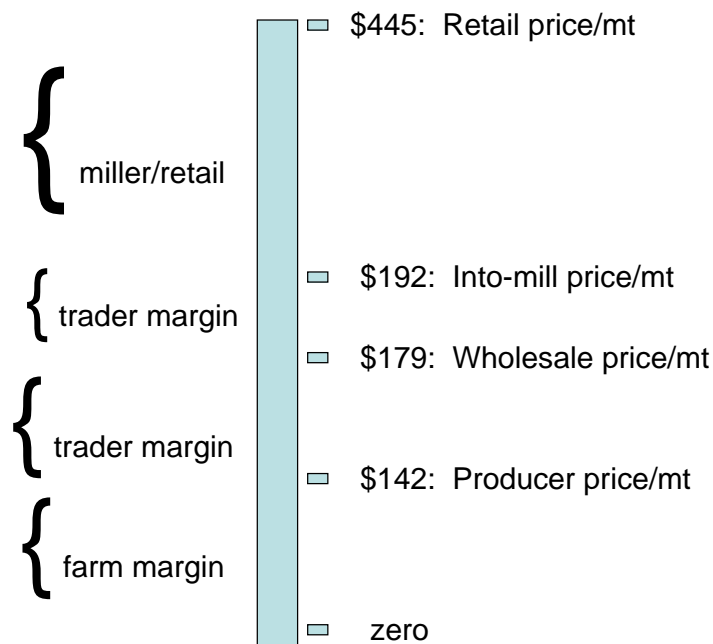 $445: Retail price/mt
miller/retail
$192: Into-mill price/mt
trader margin
$179: Wholesale price/mt
trader margin
$142: Producer price/mt
farm margin
zero